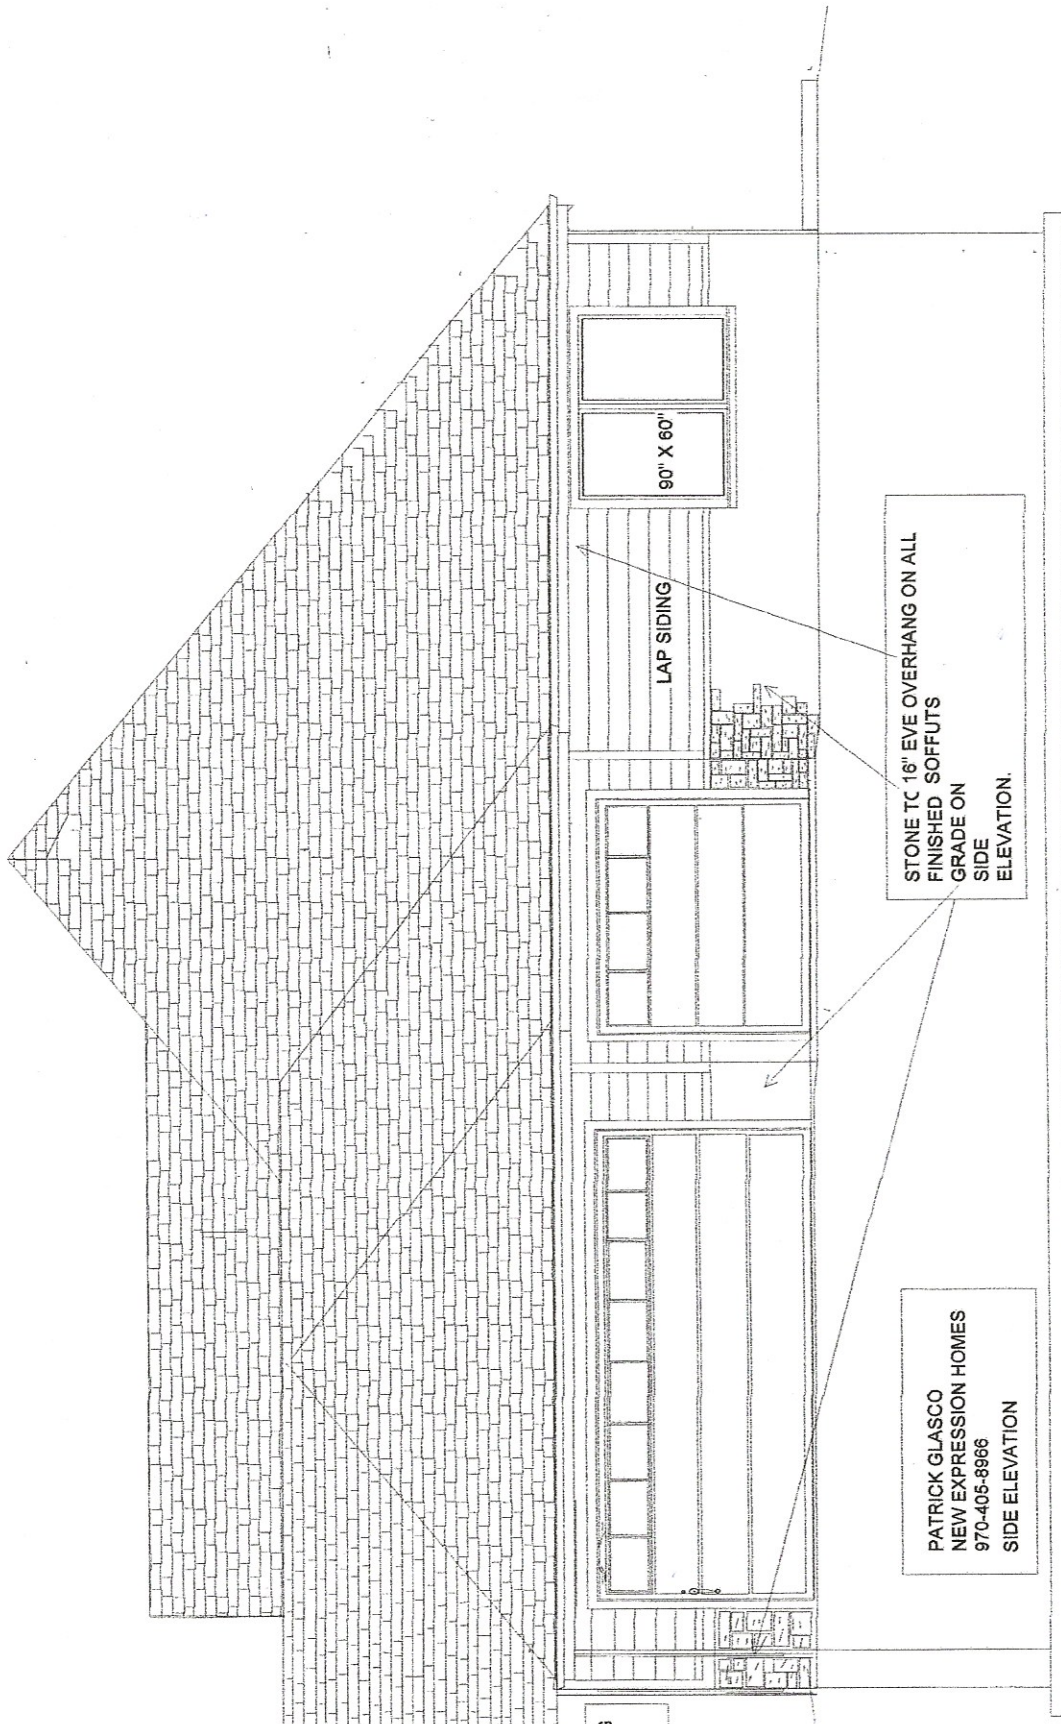 90" X 60"
LAP SIDING
STONE TC 16" EVE OVERHANG ON ALL
FINISHED SOFFUTS
GRADE ON
SIDE
ELEVATION.
PATRICK GLASCO
NEW EXPRESSION HOMES
970-405-8966
SIDE ELEVATION